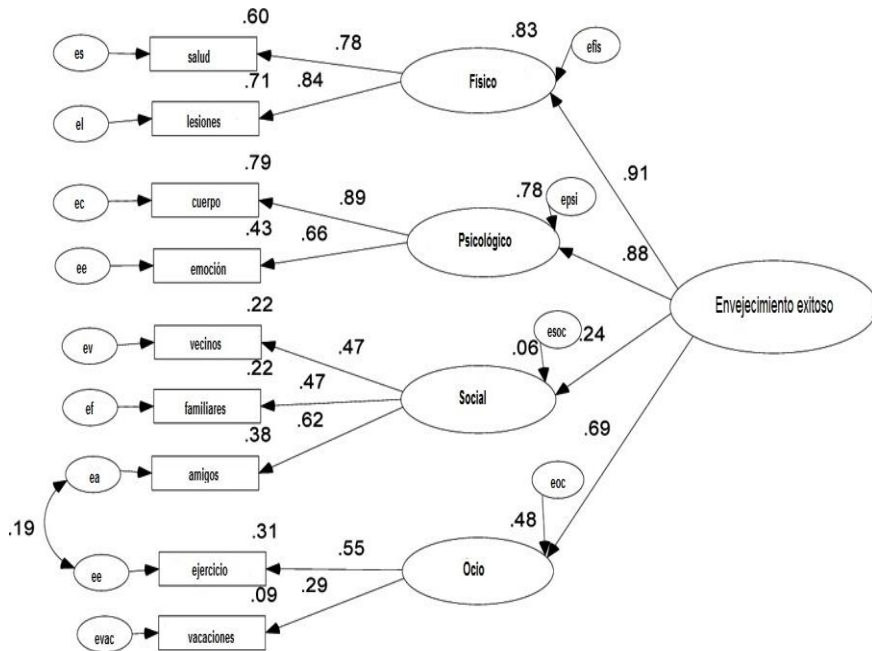 .60
.83
es
salud
.78
Físico
efis
.71
.84
el
lesiones
.91
.79
ec
cuerpo
.89
.78
epsi
.43
.66
Psicológico
.88
ee
emoción
.22
Envejecimiento exitoso
ev
vecinos
.47
esoc
.24
.06
.22
.47
ef
familiares
Social
.62
.38
.69
ea
amigos
eoc
.19
.31
.48
.55
ee
ejercicio
Ocio
.09
.29
evac
vacaciones